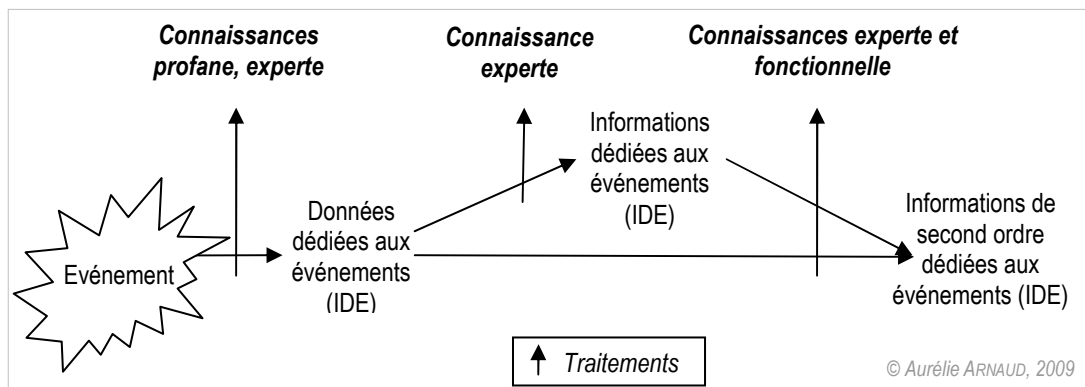 Connaissances
profane, experte
Connaissance
experte
Connaissances experte et
fonctionnelle
Informations
dédiées aux
événements
(IDE)
Données
dédiées aux
événements
(IDE)
Evénement
Informations de
second ordre
dédiées aux
événements (IDE)
Traitements
© Aurélie ARNAUD, 2009